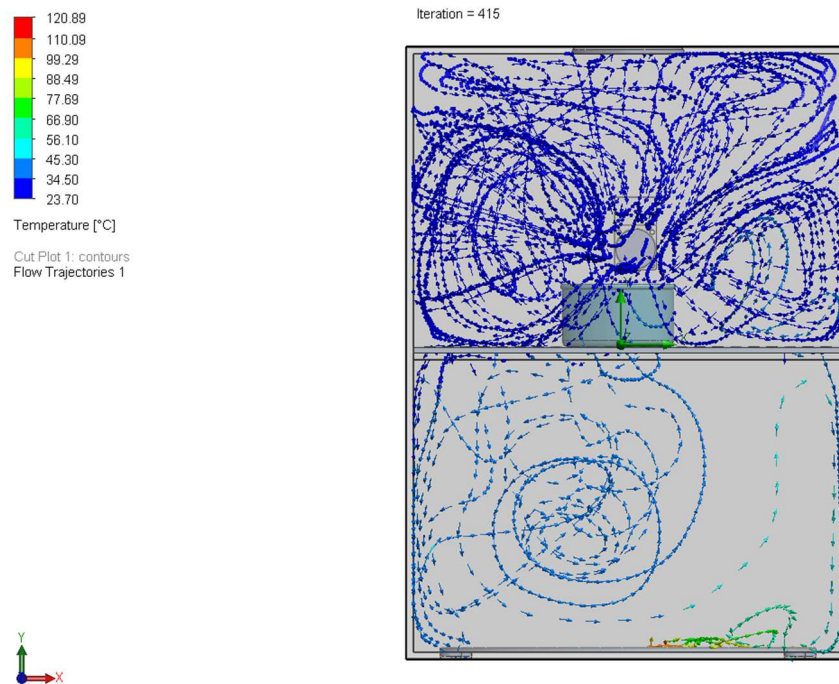 120.89
110.09
99.29
88.49
77.69
66.90
56.10
45.30
34.50
23.70
Temperature [°C]
Cut Plot 1: contours
Flow Trajectories 1
Iteration = 415
Y
X